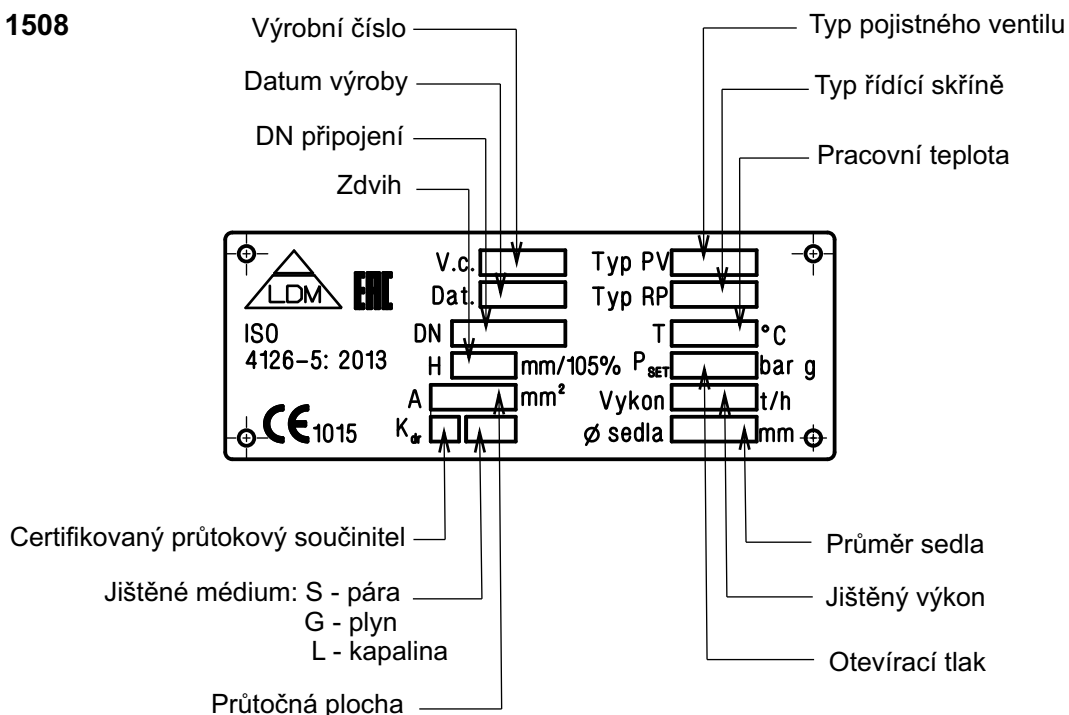 1508
Výrobní číslo
Datum výroby
DN připojení
Zdvih
Typ pojistného ventilu
Typ řídící skříně
Pracovní teplota
LDM
EAC
ISO
4126-5: 2013
CE 1015
V.c.
Dat.
DN
H mm/105%
A mm²
Kdr
Typ PV
Typ RP
T °C
PSET bar g
Vykon t/h
ø sedla mm
Certifikovaný průtokový součinitel
Jištěné médium: S - pára
G - plyn
L - kapalina
Průtočná plocha
Průměr sedla
Jištěný výkon
Otevírací tlak